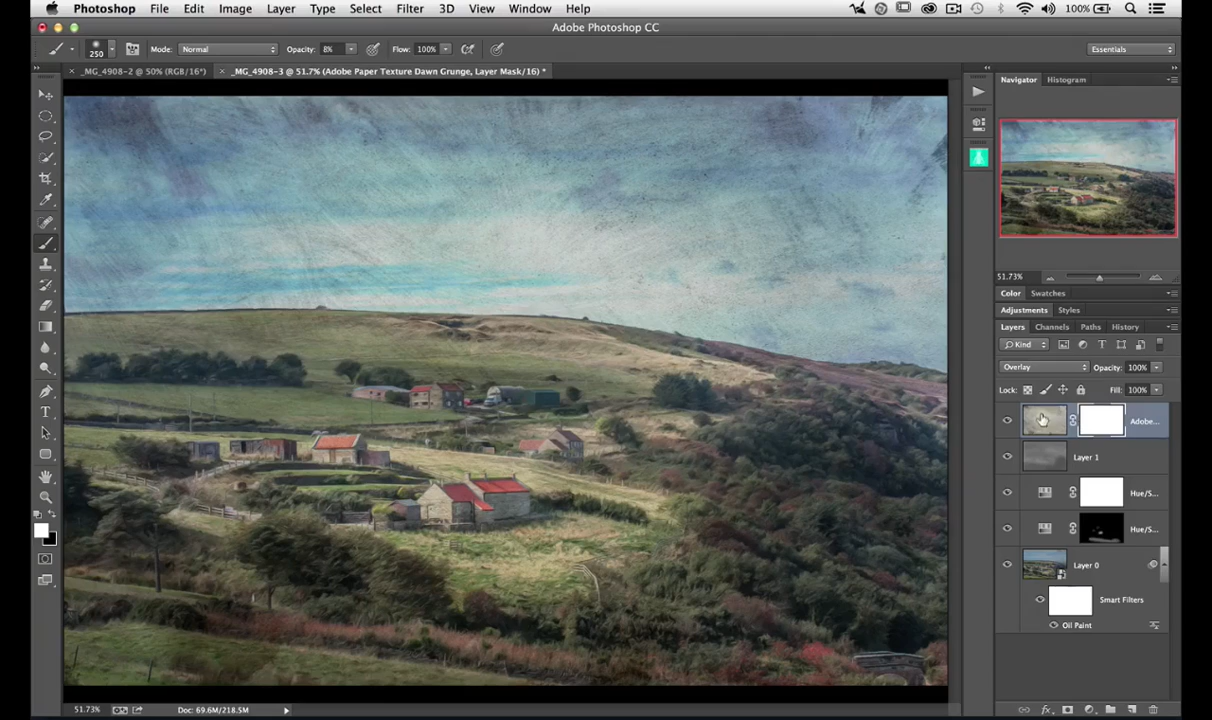 Photoshop File Edit Image Layer Type Select Filter 3D View Window Help 100%
Adobe Photoshop CC
250 Mode: Normal Opacity: 8% Flow: 100% Essentials
_MG_4908-2 @ 50% (RGB/16*) _MG_4908-3 @ 51.7% (Adobe Paper Texture Dawn Grunge, Layer Mask/16) *
Navigator Histogram
51.73%
Color Swatches
Adjustments Styles
Layers Channels Paths History
Kind
Overlay Opacity: 100%
Lock: Fill: 100%
Adobe...
Layer 1
Hue/S...
Hue/S...
Layer 0
Smart Filters
Oil Paint
51.73% Doc: 69.6M/218.5M